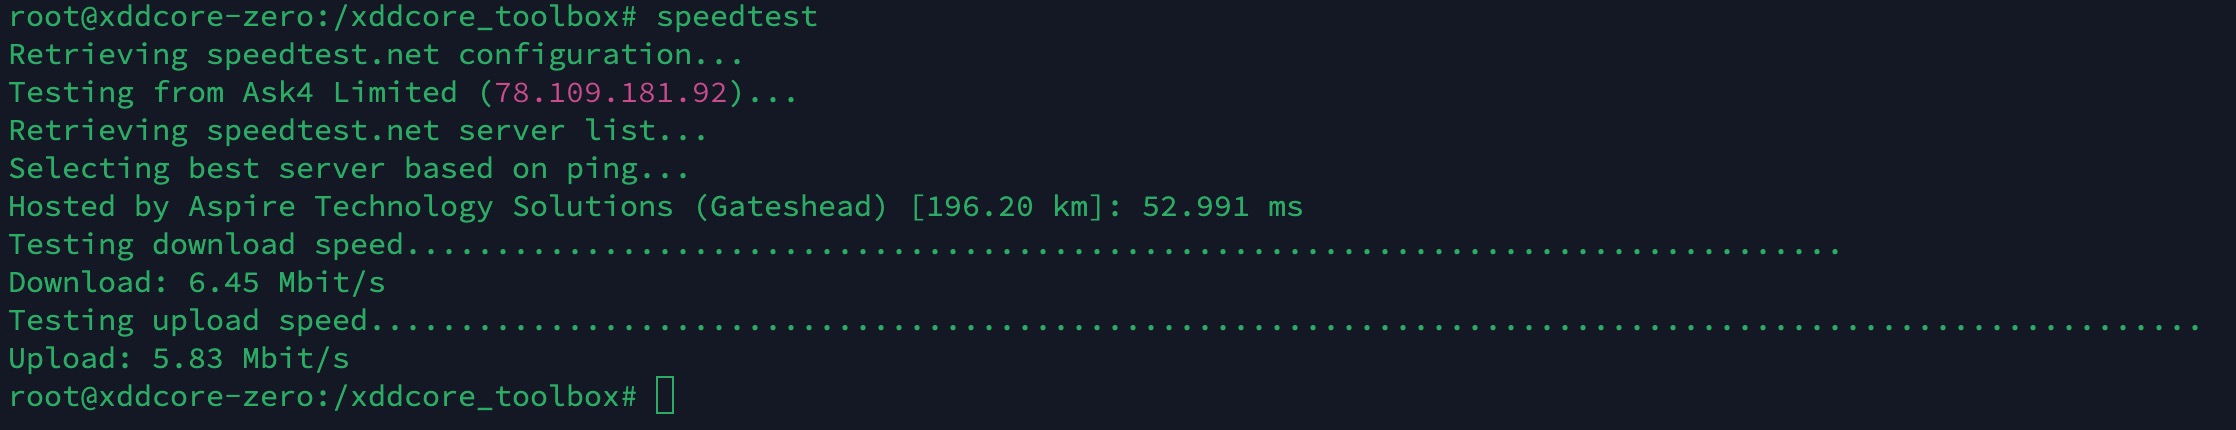 root@xddcore-zero:/xddcore_toolbox# speedtest
Retrieving speedtest.net configuration...
Testing from Ask4 Limited (78.109.181.92)...
Retrieving speedtest.net server list...
Selecting best server based on ping...
Hosted by Aspire Technology Solutions (Gateshead) [196.20 km]: 52.991 ms
Testing download speed................................................................................
Download: 6.45 Mbit/s
Testing upload speed......................................................................................................
Upload: 5.83 Mbit/s
root@xddcore-zero:/xddcore_toolbox#